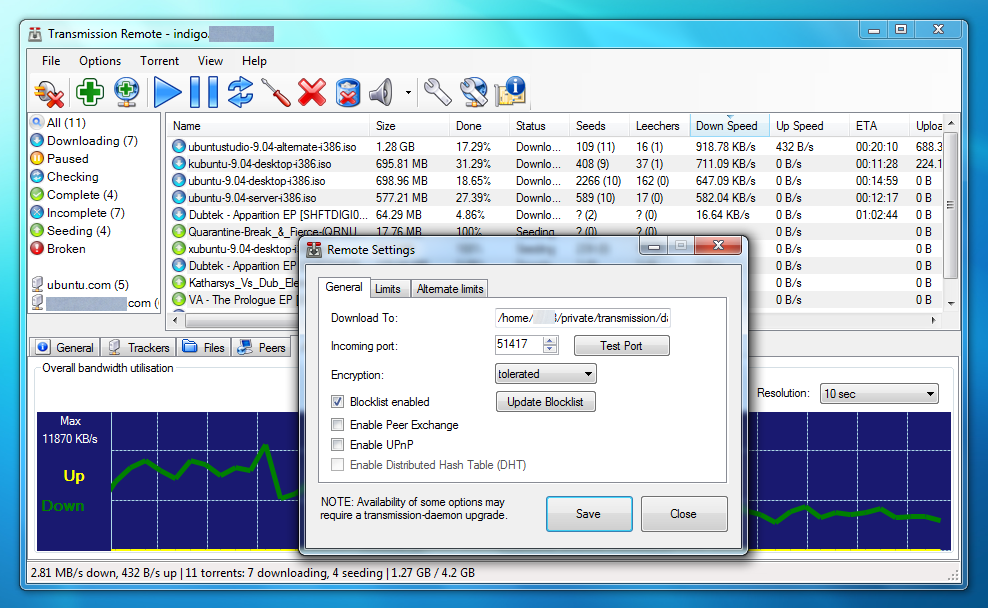 Transmission Remote - indigo.
File Options Torrent View Help
All (11)
Downloading (7)
Paused
Checking
Complete (4)
Incomplete (7)
Seeding (4)
Broken
ubuntu.com (5)
com (
Name Size Done Status Seeds Leechers Down Speed Up Speed ETA Uploa
ubuntustudio-9.04-alternate-i386.iso 1.28 GB 17.29% Downlo... 109 (11) 16 (1) 918.78 KB/s 432 B/s 00:20:10 688.3
kubuntu-9.04-desktop-i386.iso 695.81 MB 31.29% Downlo... 408 (9) 37 (1) 711.09 KB/s 0 B/s 00:11:28 224.1
ubuntu-9.04-desktop-i386.iso 698.96 MB 18.65% Downlo... 2266 (10) 162 (0) 647.09 KB/s 0 B/s 00:14:59 0 B
ubuntu-9.04-server-i386.iso 577.21 MB 27.39% Downlo... 589 (10) 17 (0) 582.04 KB/s 0 B/s 00:12:17 0 B
Dubtek - Apparition EP [SHFTDIGI0... 64.29 MB 4.86% Downlo... ? (2) ? (0) 16.64 KB/s 0 B/s 01:02:44 0 B
Quarantine-Break_&_Fierce-(QRNU 17.76 MB 100% Seeding ? (0) ? (0) 0 B/s 0 B
xubuntu-9.04-desktop-i 0 B/s 0 B
Dubtek - Apparition EP 0 B/s 0 B
Katharsys_Vs_Dub_Ele 0 B/s 0 B
VA - The Prologue EP [ 0 B/s 0 B
General Trackers Files Peers
Overall bandwidth utilisation
Resolution: 10 sec
Max
11870 KB/s
Up
Down
Remote Settings
General Limits Alternate limits
Download To: /home/ /private/transmission/da
Incoming port: 51417 Test Port
Encryption: tolerated
Blocklist enabled Update Blocklist
Enable Peer Exchange
Enable UPnP
Enable Distributed Hash Table (DHT)
NOTE: Availability of some options may
require a transmission-daemon upgrade.
Save Close
2.81 MB/s down, 432 B/s up | 11 torrents: 7 downloading, 4 seeding | 1.27 GB / 4.2 GB